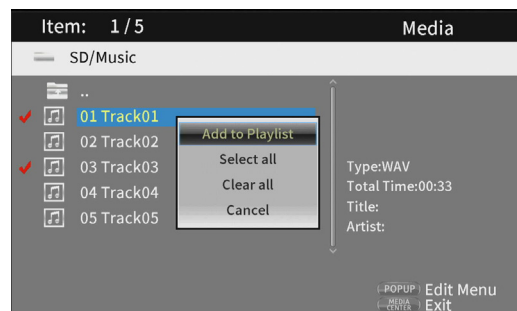 Item: 1/5 Media
SD/Music
..
01 Track01
02 Track02
03 Track03
04 Track04
05 Track05
Add to Playlist
Select all
Clear all
Cancel
Type:WAV
Total Time:00:33
Title:
Artist:
POPUP Edit Menu
MEDIA CENTER Exit